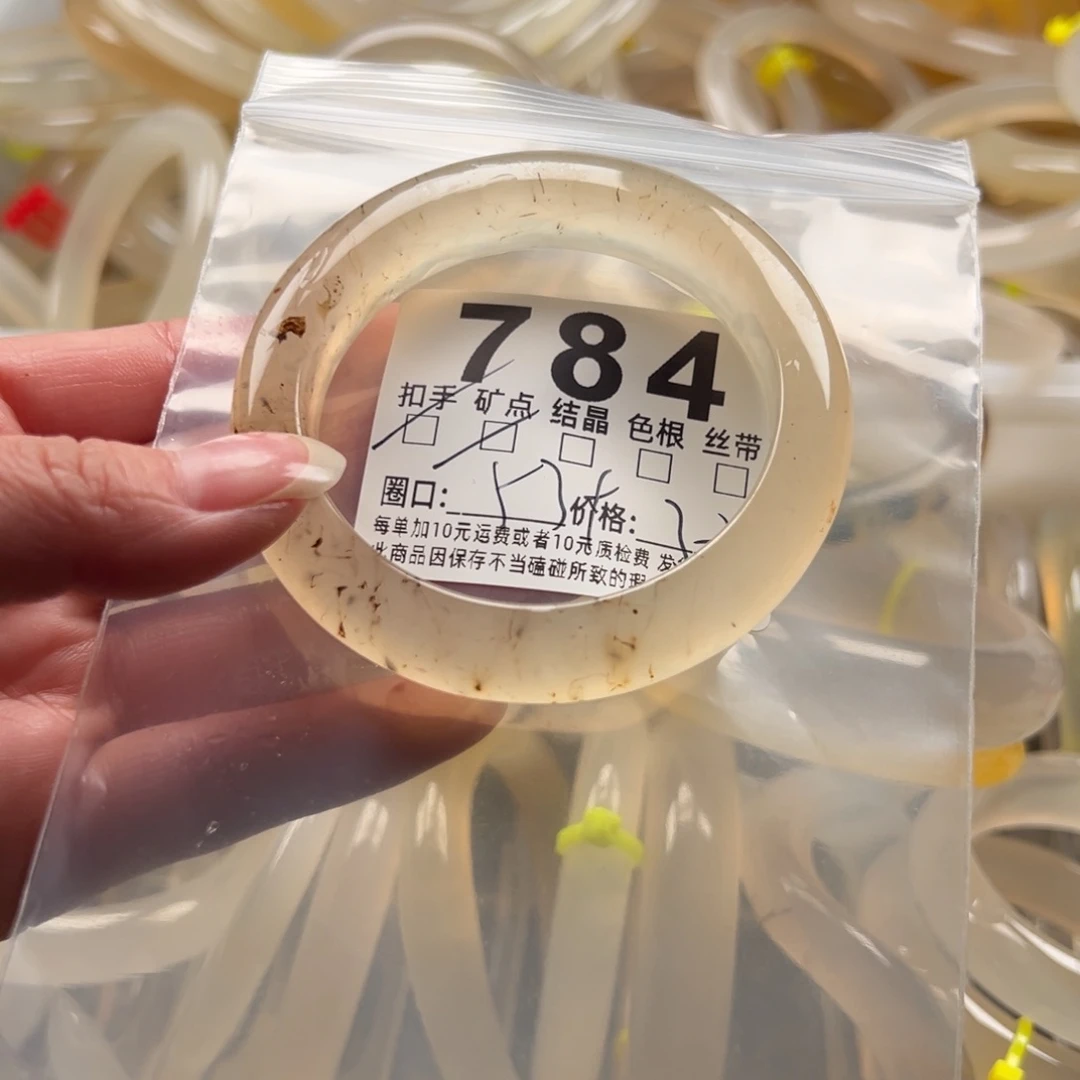 784
扣手 矿点 结晶 色根 丝带
圈口: 价格:
每单加10元运费或者10元质检费 发
此商品因保存不当磕碰所致的瑕